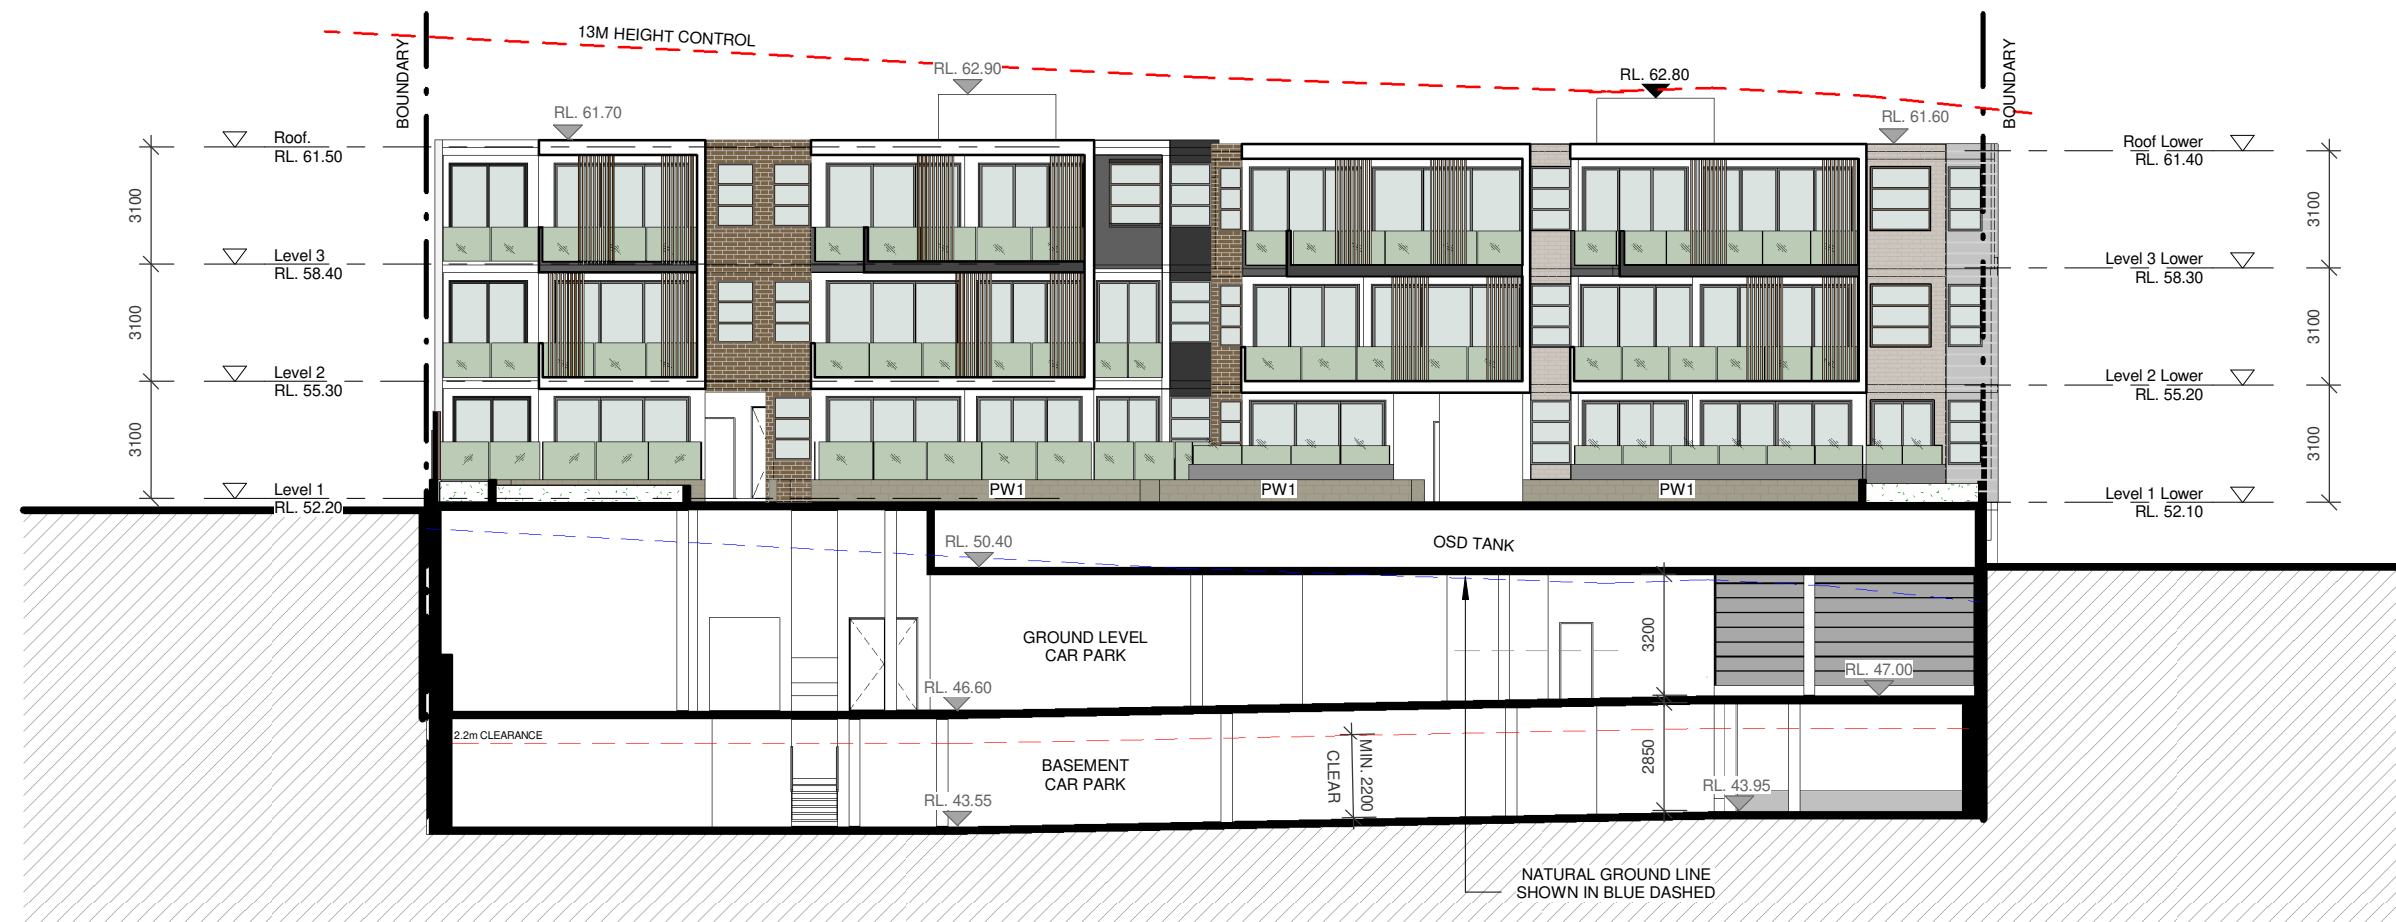 13M HEIGHT CONTROL
BOUNDARY
BOUNDARY
RL. 62.90
RL. 62.80
RL. 61.70
RL. 61.60
Roof.
RL. 61.50
Roof Lower
RL. 61.40
3100
3100
Level 3
RL. 58.40
Level 3 Lower
RL. 58.30
3100
3100
Level 2
RL. 55.30
Level 2 Lower
RL. 55.20
3100
3100
Level 1
RL. 52.20
PW1
PW1
PW1
Level 1 Lower
RL. 52.10
RL. 50.40
OSD TANK
GROUND LEVEL
CAR PARK
3200
RL. 47.00
RL. 46.60
2.2m CLEARANCE
BASEMENT
CAR PARK
MIN. 2200
CLEAR
2850
RL. 43.95
RL. 43.55
NATURAL GROUND LINE
SHOWN IN BLUE DASHED